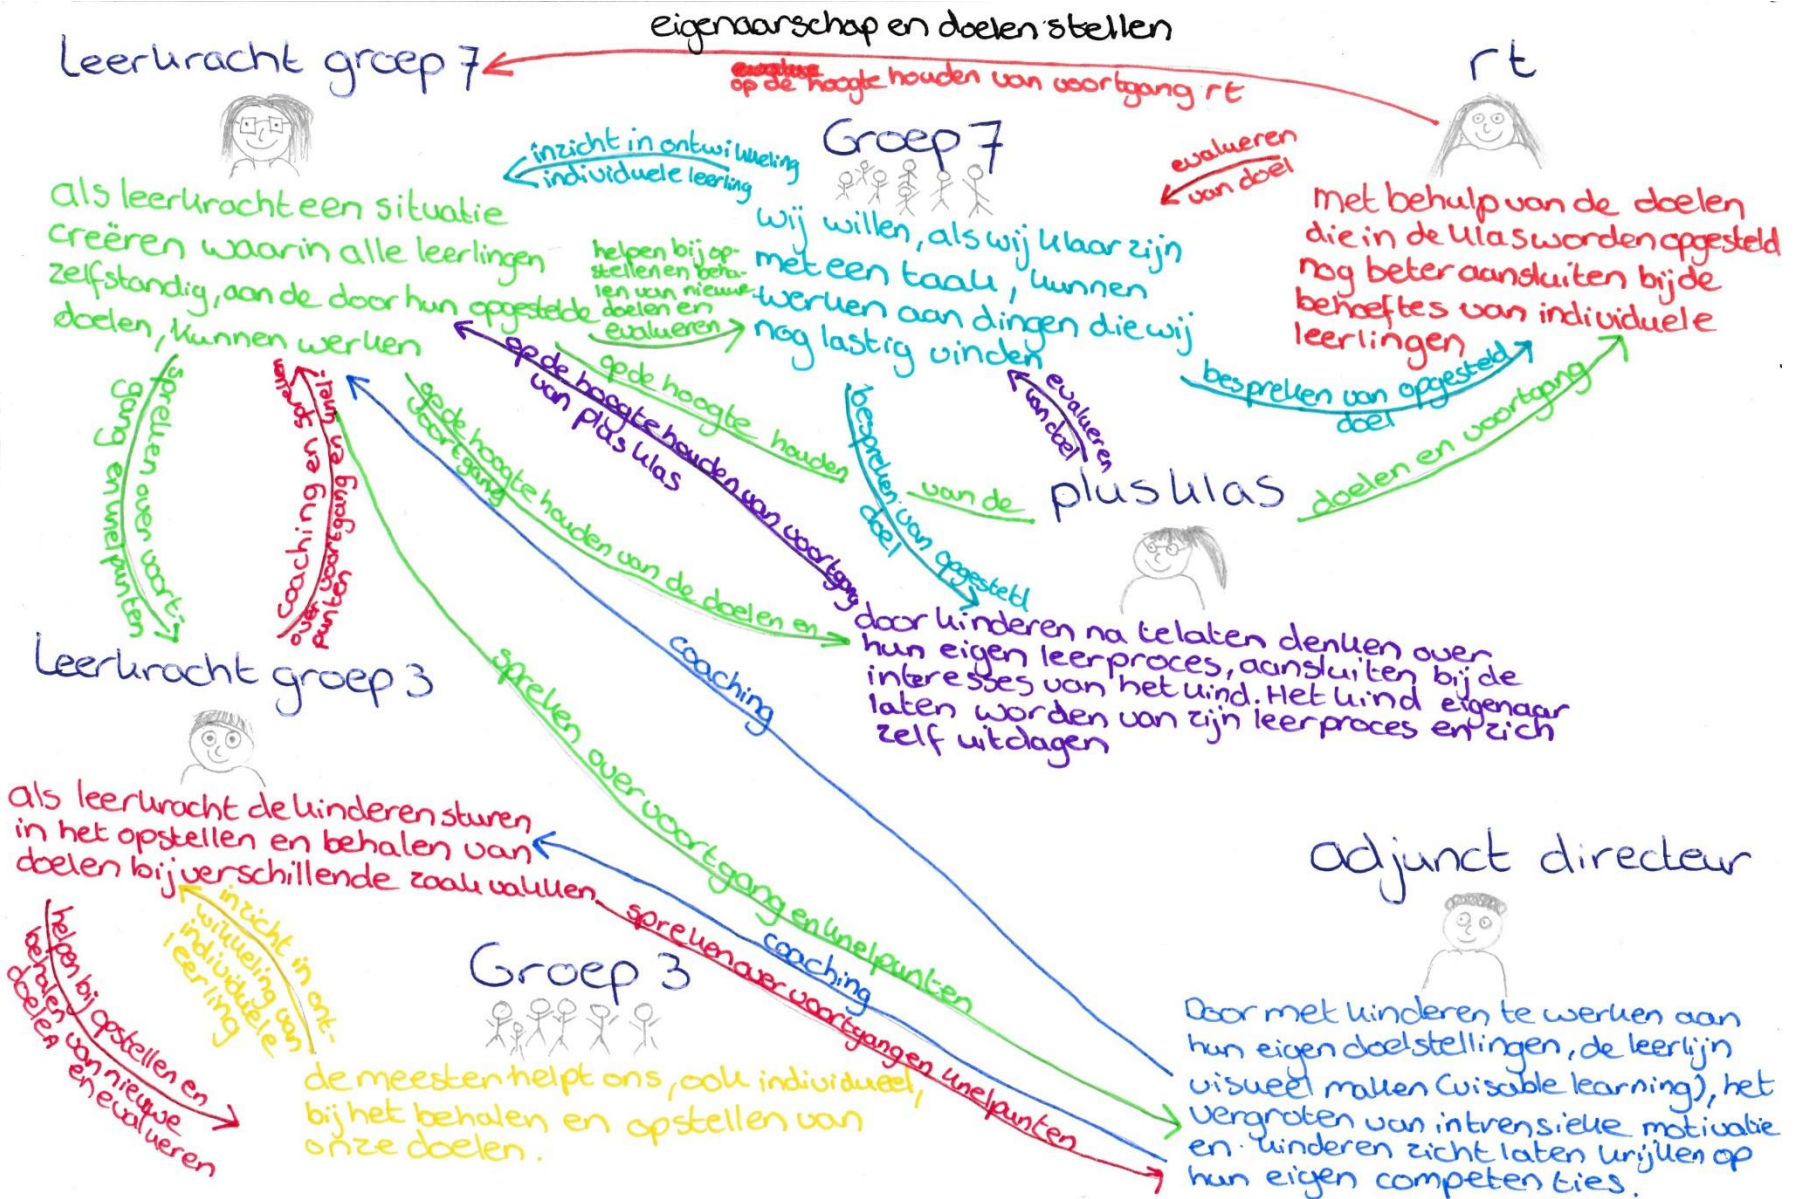 eigenaarschap en doelen stellen
leerkracht groep 7
op de hoogte houden van voortgang rt
rt
Groep 7
inzicht in ontwikkeling
individuele leerling
evalueren
van doel
als leerkracht een situatie
creëren waarin alle leerlingen
zelfstandig, aan de door hun opgestelde
doelen, kunnen werken
helpen bij op-
stellen en beha-
len van nieuwe
doelen en
evalueren
wij willen, als wij klaar zijn
met een taak, kunnen
werken aan dingen die wij
nog lastig vinden
met behulp van de doelen
die in de klas worden opgesteld
nog beter aansluiten bij de
behoeftes van individuele
leerlingen
bespreken van opgesteld
doel
op de hoogte houden van de doelen en voortgang
op de hoogte houden van voortgang
van plusklas
op de hoogte houden van de doelen en
voortgang
bespreken van opgesteld
doel
evalueren
van doel
plusklas
door kinderen na te laten denken over
hun eigen leerproces, aansluiten bij de
interesses van het kind. Het kind eigenaar
laten worden van zijn leerproces en zich
zelf uitdagen
spreken over voort-
gang en knelpunten
coaching en spreken
over voortgang en knel-
punten
leerkracht groep 3
als leerkracht de kinderen sturen
in het opstellen en behalen van
doelen bij verschillende zaakvakken
coaching
spreken over voortgang en knelpunten
coaching
spreken over voortgang en knelpunten
helpen bij opstellen en
behalen van nieuwe
doelen en evalueren
inzicht in ont-
wikkeling van
individuele
leerling
Groep 3
de meester helpt ons, ook individueel,
bij het behalen en opstellen van
onze doelen.
adjunct directeur
Door met kinderen te werken aan
hun eigen doelstellingen, de leerlijn
visueel maken (visable learning), het
vergroten van intrensieke motivatie
en kinderen zicht laten krijgen op
hun eigen competenties.